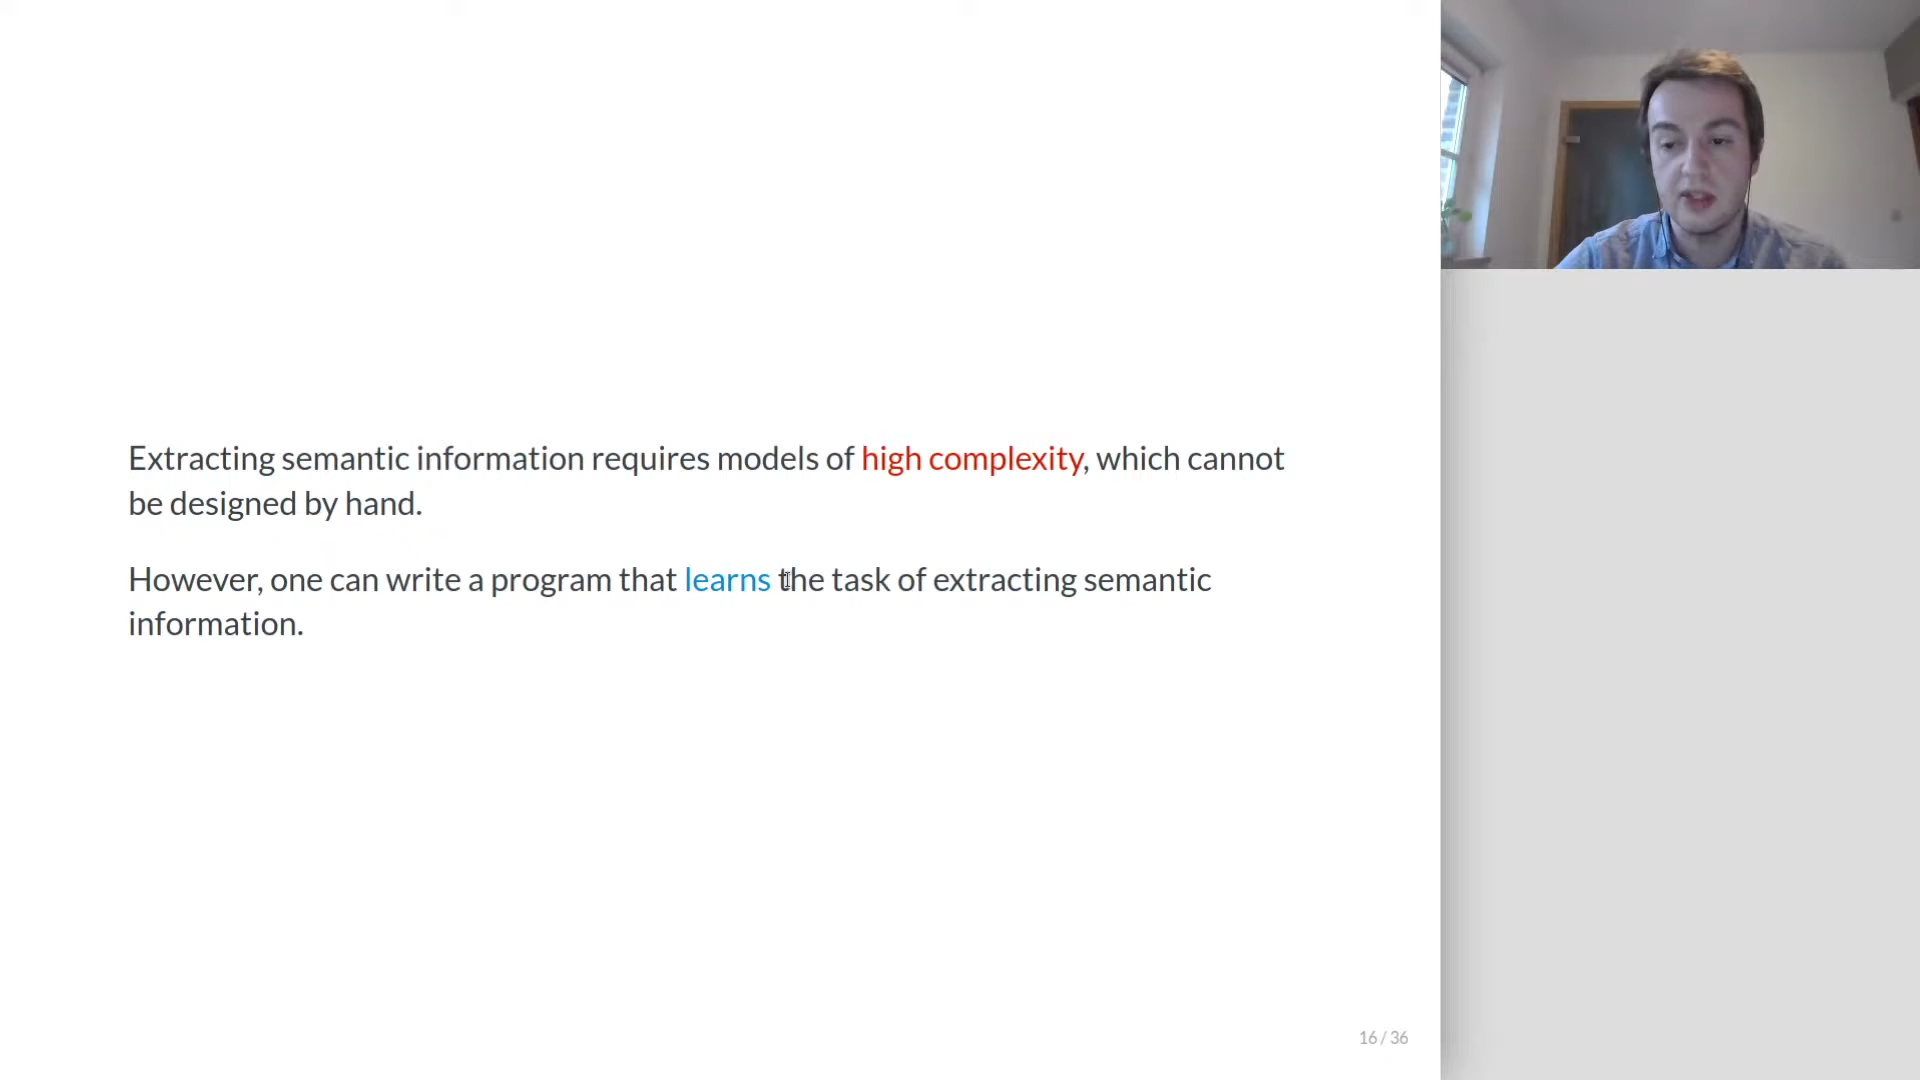 Extracting semantic information requires models of high complexity, which cannot
be designed by hand.
However, one can write a program that learns the task of extracting semantic
information.
16 / 36